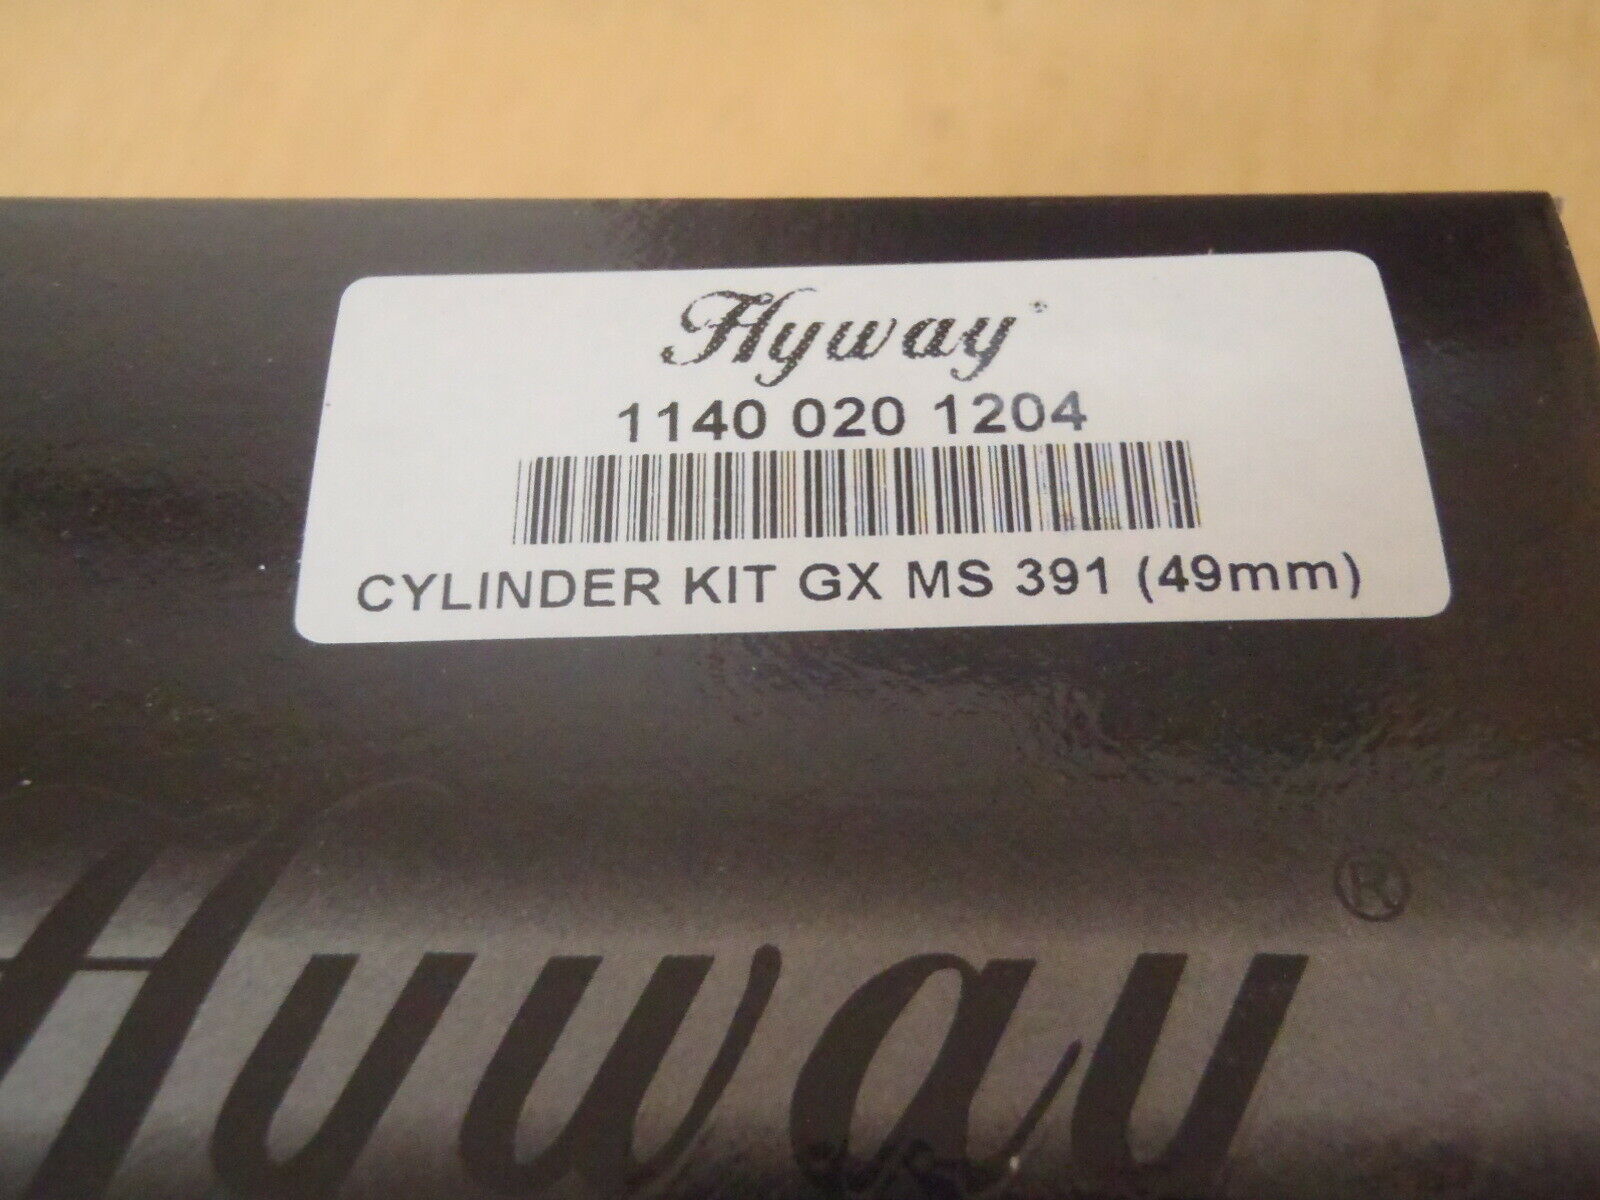 Hyway®
1140 020 1204
CYLINDER KIT GX MS 391 (49mm)
Hyway®